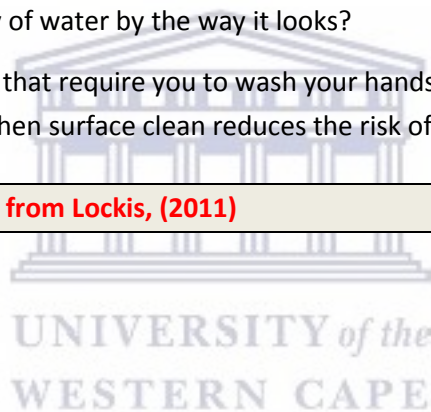 of water by the way it looks?
that require you to wash your hands
hen surface clean reduces the risk of
from Lockis, (2011)
UNIVERSITY of the
WESTERN CAPE